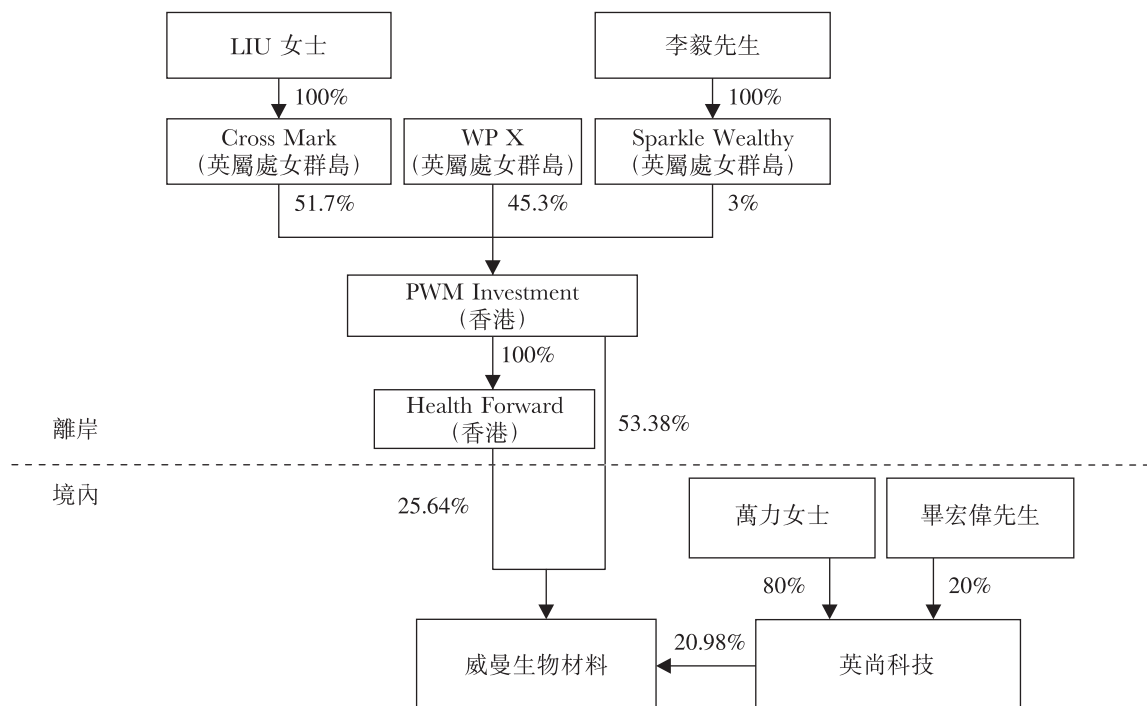 LIU 女士
李毅先生
100%
100%
Cross Mark
(英屬處女群島)
WP X
(英屬處女群島)
Sparkle Wealthy
(英屬處女群島)
51.7%
45.3%
3%
PWM Investment
(香港)
100%
Health Forward
(香港)
離岸
53.38%
境內
25.64%
萬力女士
畢宏偉先生
80%
20%
威曼生物材料
20.98%
英尚科技